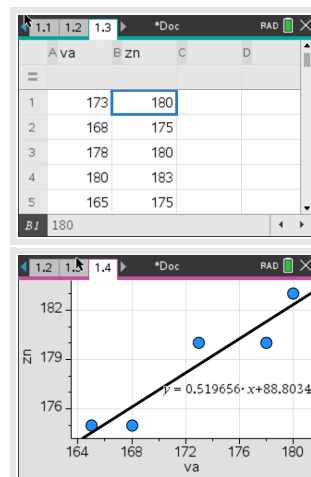 1.1 1.2 1.3 *Doc RAD
A va B zn C D
=
1 173 180
2 168 175
3 178 180
4 180 183
5 165 175
B1 180
1.2 1.3 1.4 *Doc RAD
182
zn
179
y = 0.519656· x+88.8034
176
164 168 172 176 180
va